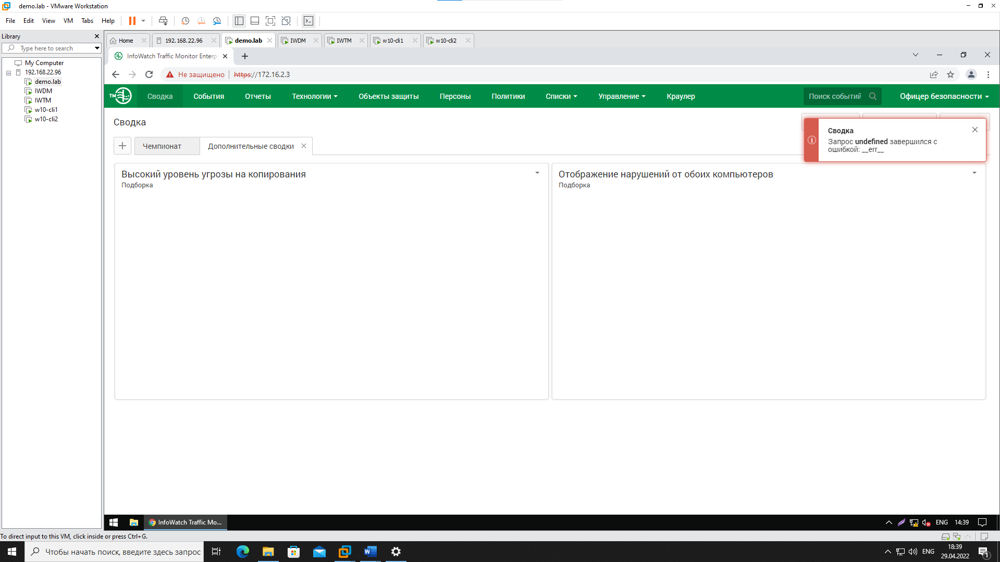 demo.lab - VMware Workstation
File Edit View VM Tabs Help
Library
Type here to search
My Computer
192.168.22.96
demo.lab
IWDM
IWTM
w10-cli1
w10-cli2
Home 192.168.22.96 demo.lab IWDM IWTM w10-cli1 w10-cli2
InfoWatch Traffic Monitor Enterp
Не защищено https://172.16.2.3
TM Сводка События Отчеты Технологии Объекты защиты Персоны Политики Списки Управление Краулер Поиск событий Офицер безопасности
Сводка
Чемпионат Дополнительные сводки
Сводка
Запрос undefined завершился с
ошибкой: __err__
Высокий уровень угрозы на копирования
Подборка
Отображение нарушений от обоих компьютеров
Подборка
InfoWatch Traffic Mo... ENG 14:39
To direct input to this VM, click inside or press Ctrl+G.
Чтобы начать поиск, введите здесь запрос ENG 18:39
29.04.2022
1